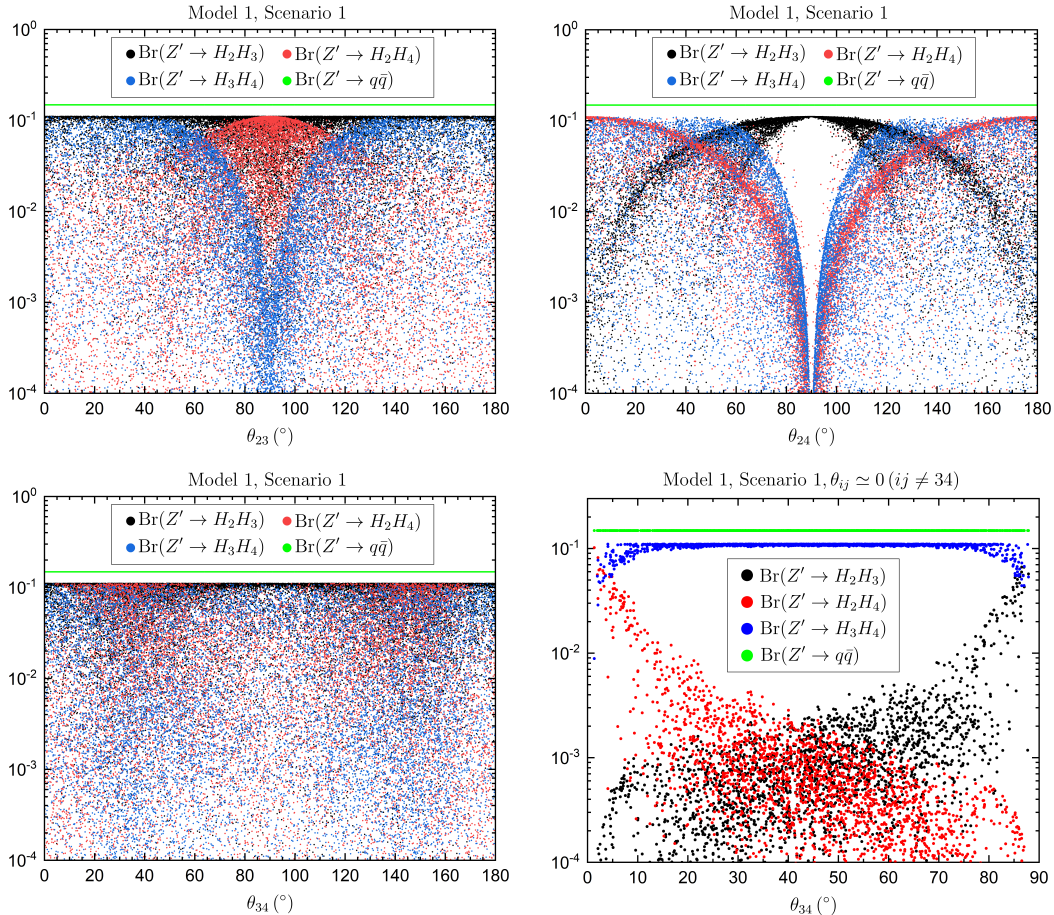 Model 1, Scenario 1
10⁰
Br(Z′ → H₂H₃) Br(Z′ → H₂H₄)
Br(Z′ → H₃H₄) Br(Z′ → qq̄)
10⁻¹
10⁻²
10⁻³
10⁻⁴
0 20 40 60 80 100 120 140 160 180
θ₂₃ (°)
Model 1, Scenario 1
10⁰
Br(Z′ → H₂H₃) Br(Z′ → H₂H₄)
Br(Z′ → H₃H₄) Br(Z′ → qq̄)
10⁻¹
10⁻²
10⁻³
10⁻⁴
0 20 40 60 80 100 120 140 160 180
θ₂₄ (°)
Model 1, Scenario 1
10⁰
Br(Z′ → H₂H₃) Br(Z′ → H₂H₄)
Br(Z′ → H₃H₄) Br(Z′ → qq̄)
10⁻¹
10⁻²
10⁻³
10⁻⁴
0 20 40 60 80 100 120 140 160 180
θ₃₄ (°)
Model 1, Scenario 1, θᵢⱼ ≃ 0 (ij ≠ 34)
10⁻¹
Br(Z′ → H₂H₃)
Br(Z′ → H₂H₄)
Br(Z′ → H₃H₄)
Br(Z′ → qq̄)
10⁻²
10⁻³
10⁻⁴
0 10 20 30 40 50 60 70 80 90
θ₃₄ (°)